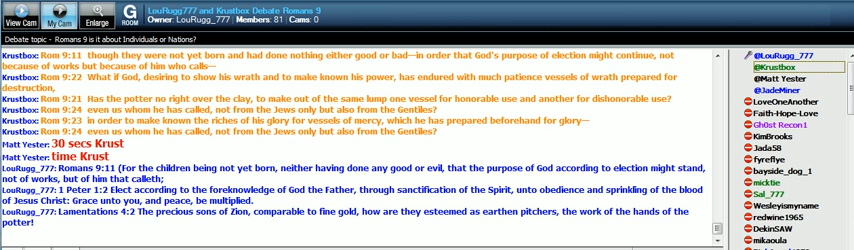 View Cam
My Cam
Enlarge
G
ROOM
LouRugg777 and Krustbox Debate Romans 9
Owner: LouRugg_777 | Members: 81 | Cams: 0
Debate topic - Romans 9 is it about Individuals or Nations?
Krustbox: Rom 9:11 though they were not yet born and had done nothing either good or bad—in order that God's purpose of election might continue, not
because of works but because of him who calls—
Krustbox: Rom 9:22 What if God, desiring to show his wrath and to make known his power, has endured with much patience vessels of wrath prepared for
destruction,
Krustbox: Rom 9:21 Has the potter no right over the clay, to make out of the same lump one vessel for honorable use and another for dishonorable use?
Krustbox: Rom 9:24 even us whom he has called, not from the Jews only but also from the Gentiles?
Krustbox: Rom 9:23 in order to make known the riches of his glory for vessels of mercy, which he has prepared beforehand for glory—
Krustbox: Rom 9:24 even us whom he has called, not from the Jews only but also from the Gentiles?
Matt Yester: 30 secs Krust
Matt Yester: time Krust
LouRugg_777: Romans 9:11 (For the children being not yet born, neither having done any good or evil, that the purpose of God according to election might stand,
not of works, but of him that calleth;
LouRugg_777: 1 Peter 1:2 Elect according to the foreknowledge of God the Father, through sanctification of the Spirit, unto obedience and sprinkling of the blood
of Jesus Christ: Grace unto you, and peace, be multiplied.
LouRugg_777: Lamentations 4:2 The precious sons of Zion, comparable to fine gold, how are they esteemed as earthen pitchers, the work of the hands of the
potter!
@LouRugg_777
@Krustbox
@Matt Yester
@JadeMiner
LoveOneAnother
Faith-Hope-Love
Gh0st Recon1
KimBrooks
Jada58
fyreflye
bayside_dog_1
micktie
Sal_777
Wesleyismyname
redwine1965
DekinSAW
mikaoula